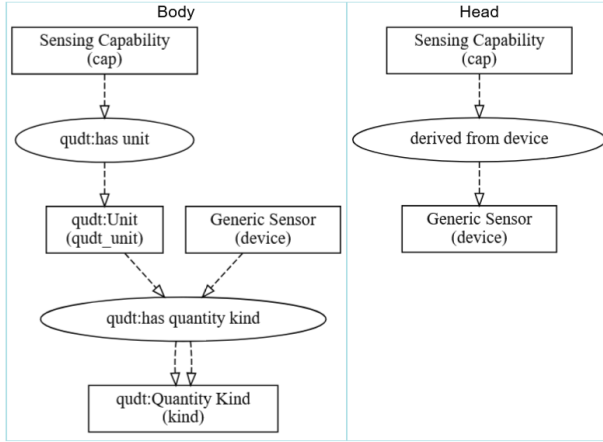 Body
Sensing Capability
(cap)
qudt:has unit
qudt:Unit
(qudt_unit)
Generic Sensor
(device)
qudt:has quantity kind
qudt:Quantity Kind
(kind)
Head
Sensing Capability
(cap)
derived from device
Generic Sensor
(device)